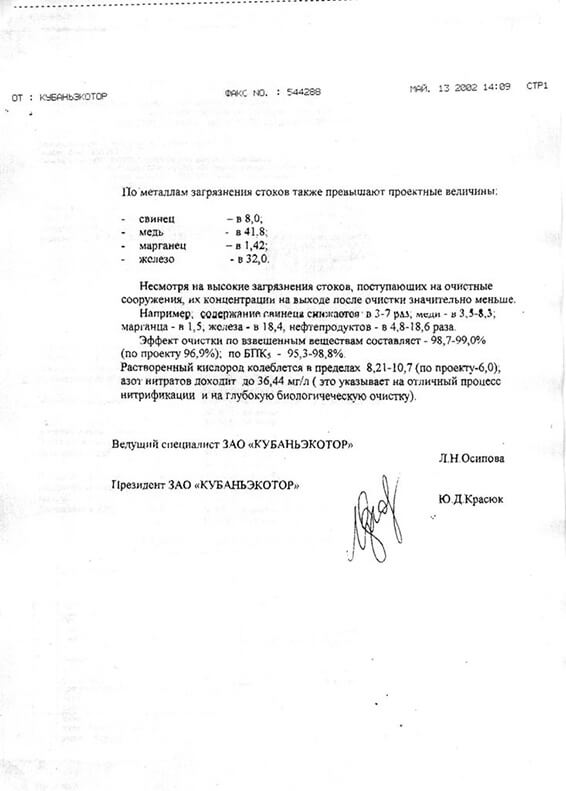 ОТ : КУБАНЬЭКОТОР ФАКС NO. : 544288 МАЙ. 13 2002 14:09 СТР1
По металлам загрязнения стоков также превышают проектные величины:
- свинец – в 8,0;
- медь - в 41,8;
- марганец – в 1,42;
- железо - в 32,0.
Несмотря на высокие загрязнения стоков, поступающих на очистные
сооружения, их концентрации на выходе после очистки значительно меньше.
Например; содержание свинца снижается в 3-7 раз, меди - в 3,5-8,3;
марганца - в 1,5, железа - в 18,4, нефтепродуктов - в 4,8-18,6 раза.
Эффект очистки по взвешенным веществам составляет - 98,7-99,0%
(по проекту 96,9%); по БПК5 - 95,3-98,8%.
Растворенный кислород колеблется в пределах 8,21-10,7 (по проекту-6,0);
азот нитратов доходит до 36,44 мг/л ( это указывает на отличный процесс
нитрификации и на глубокую биологичеческую очистку).
Ведущий специалист ЗАО «КУБАНЬЭКОТОР»
Л.Н.Осипова
Президент ЗАО «КУБАНЬЭКОТОР»
Ю.Д.Красюк